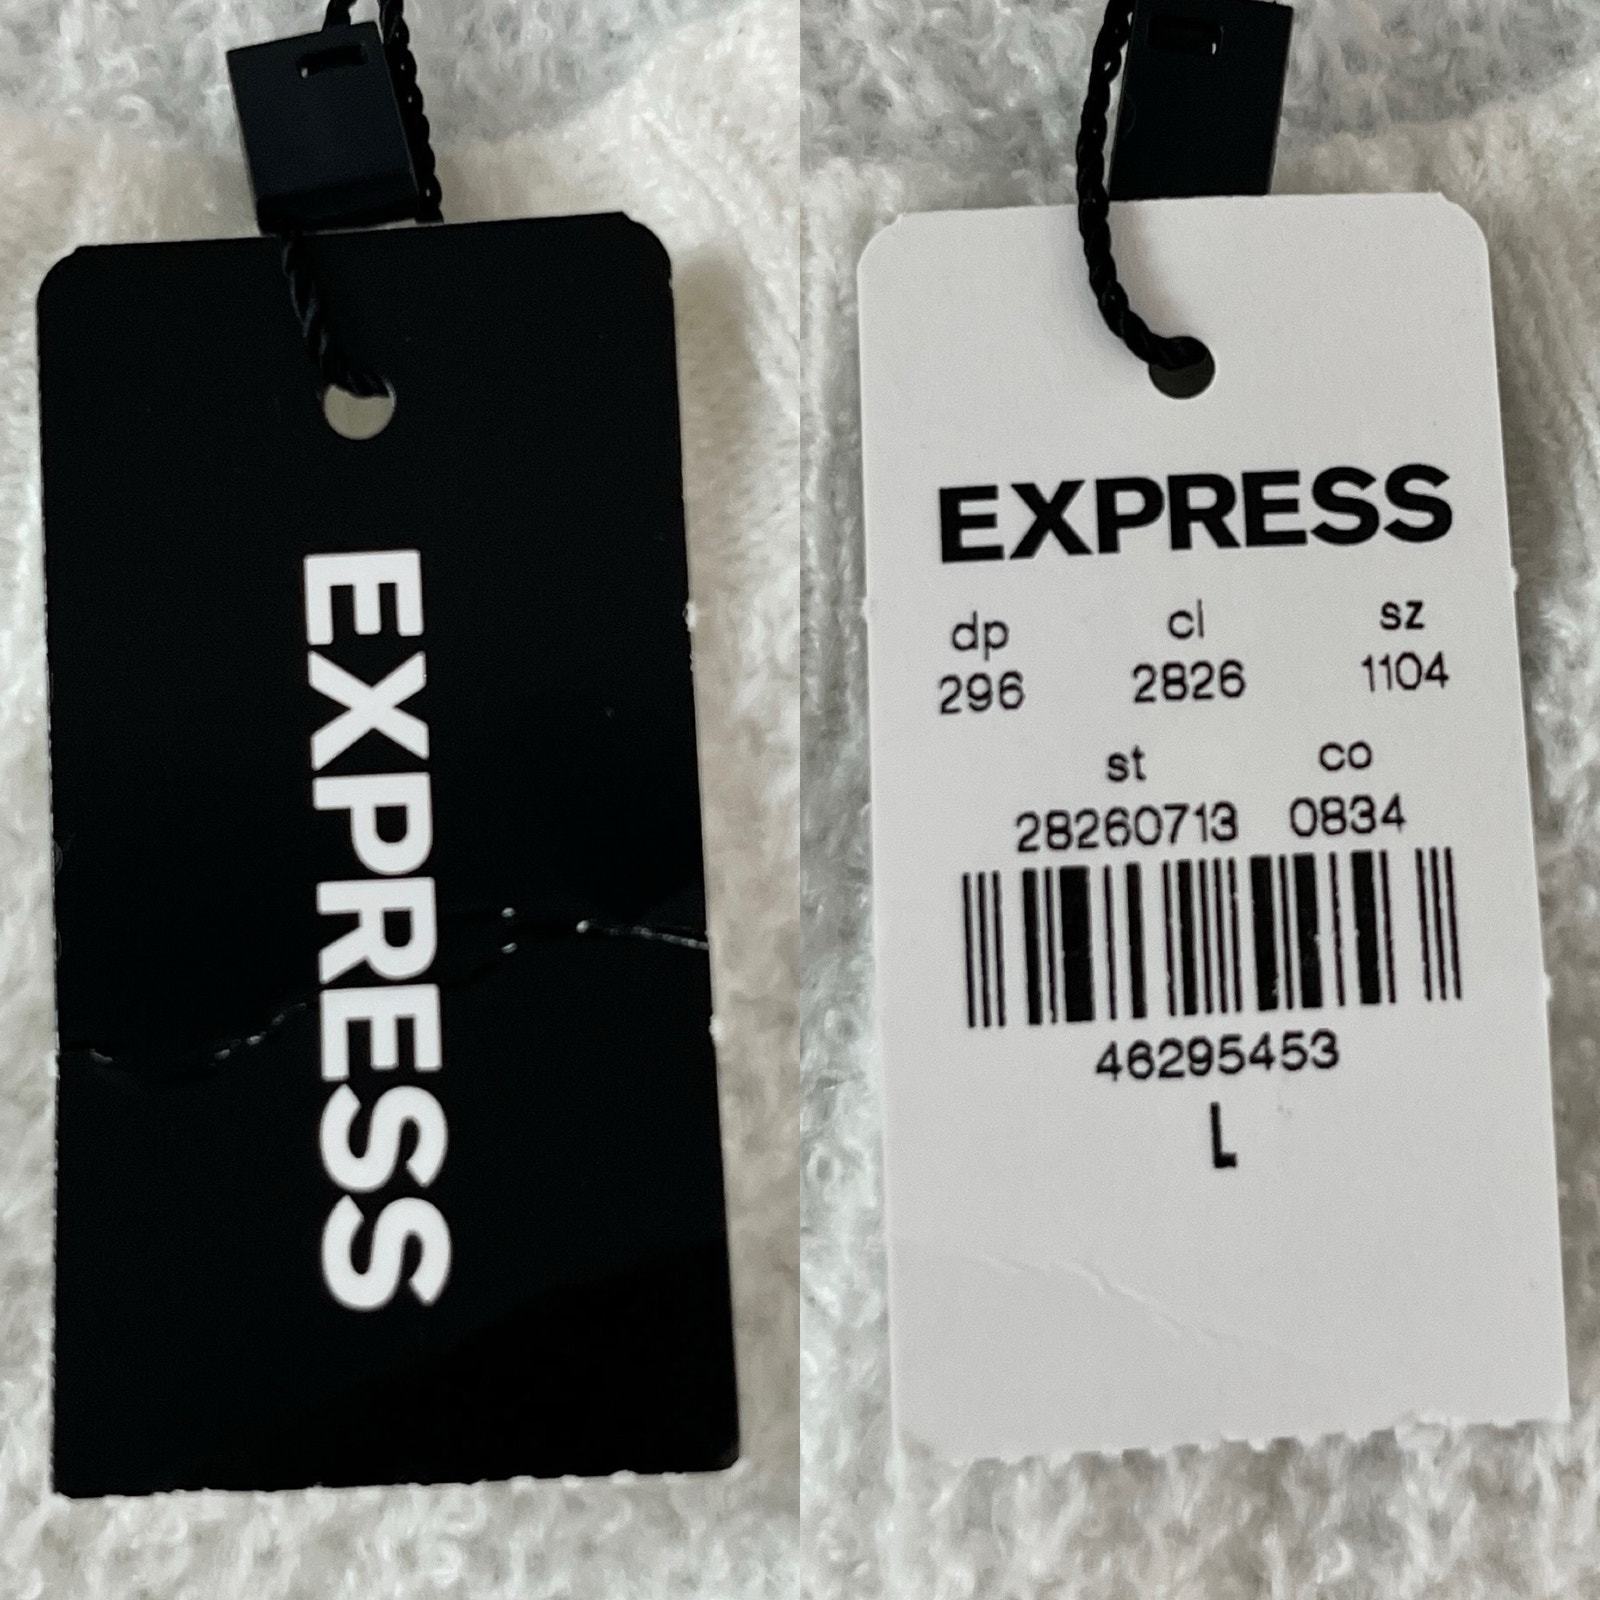 EXPRESS
EXPRESS
dp cl sz
296 2826 1104
st co
28260713 0834
46295453
L